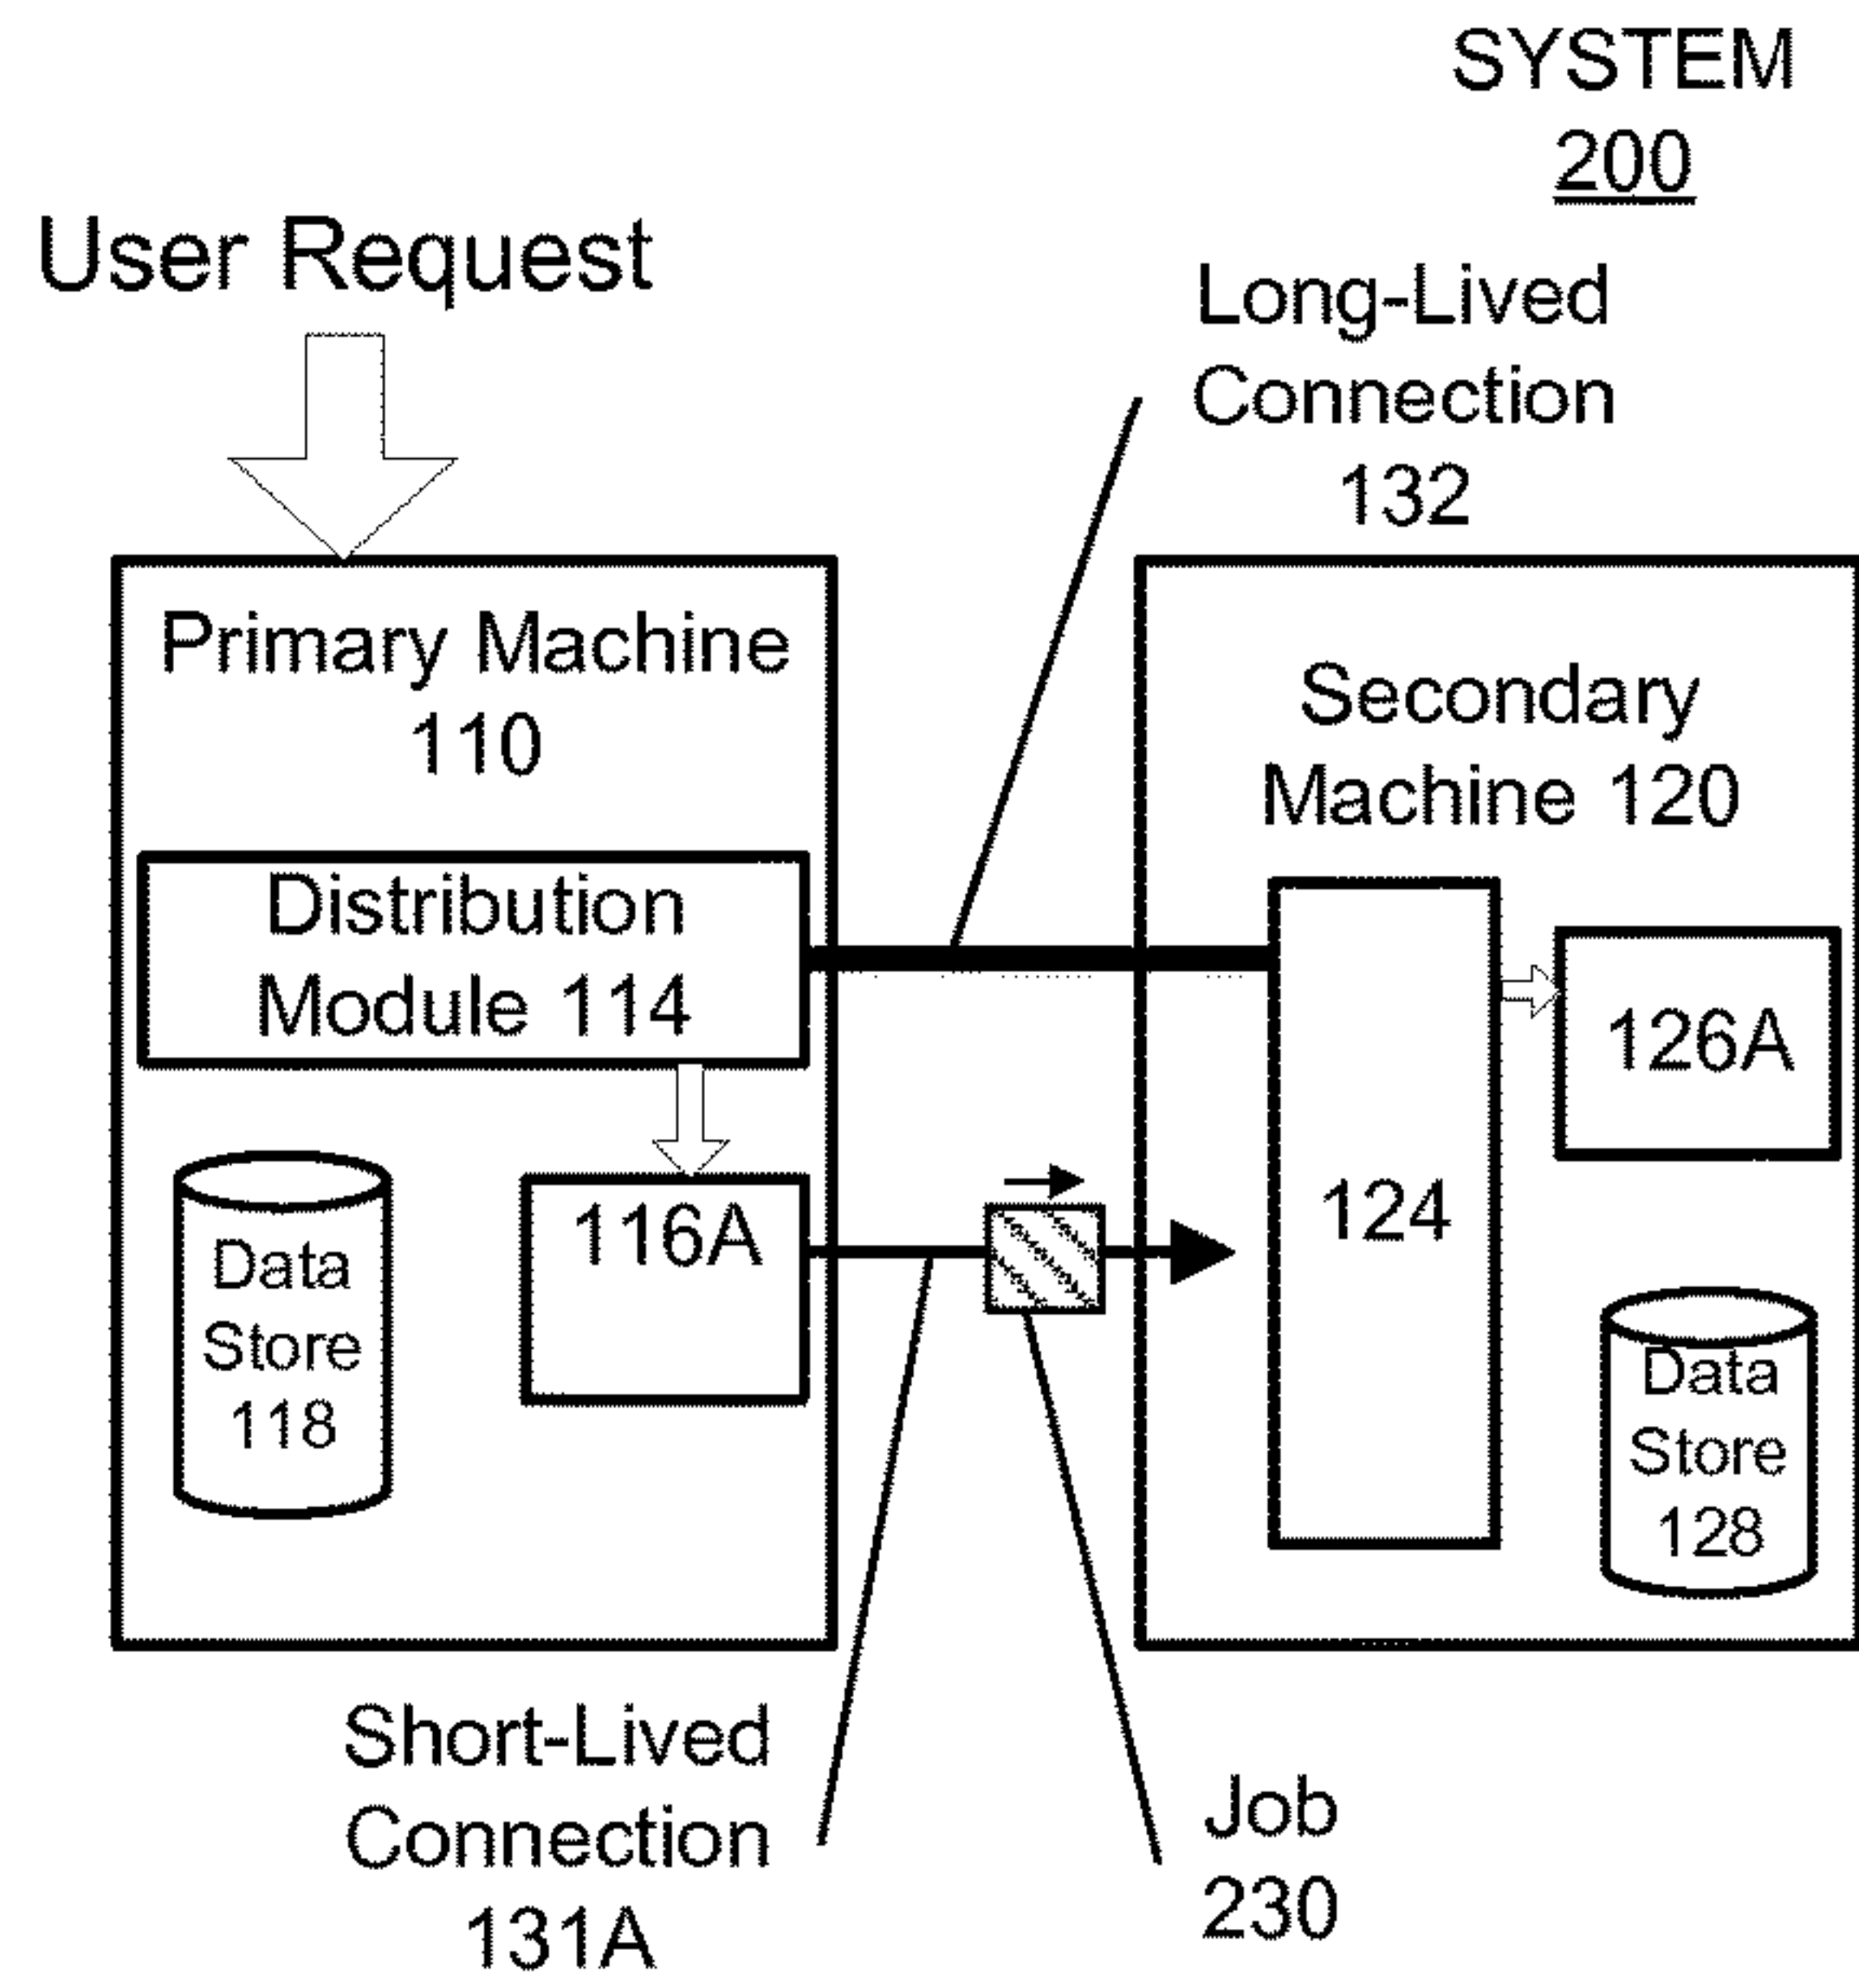 SYSTEM
200
User Request
Long-Lived
Connection
132
Primary Machine
110
Secondary
Machine 120
Distribution
Module 114
126A
116A
124
Data
Store
118
Data
Store
128
Short-Lived
Connection
131A
Job
230